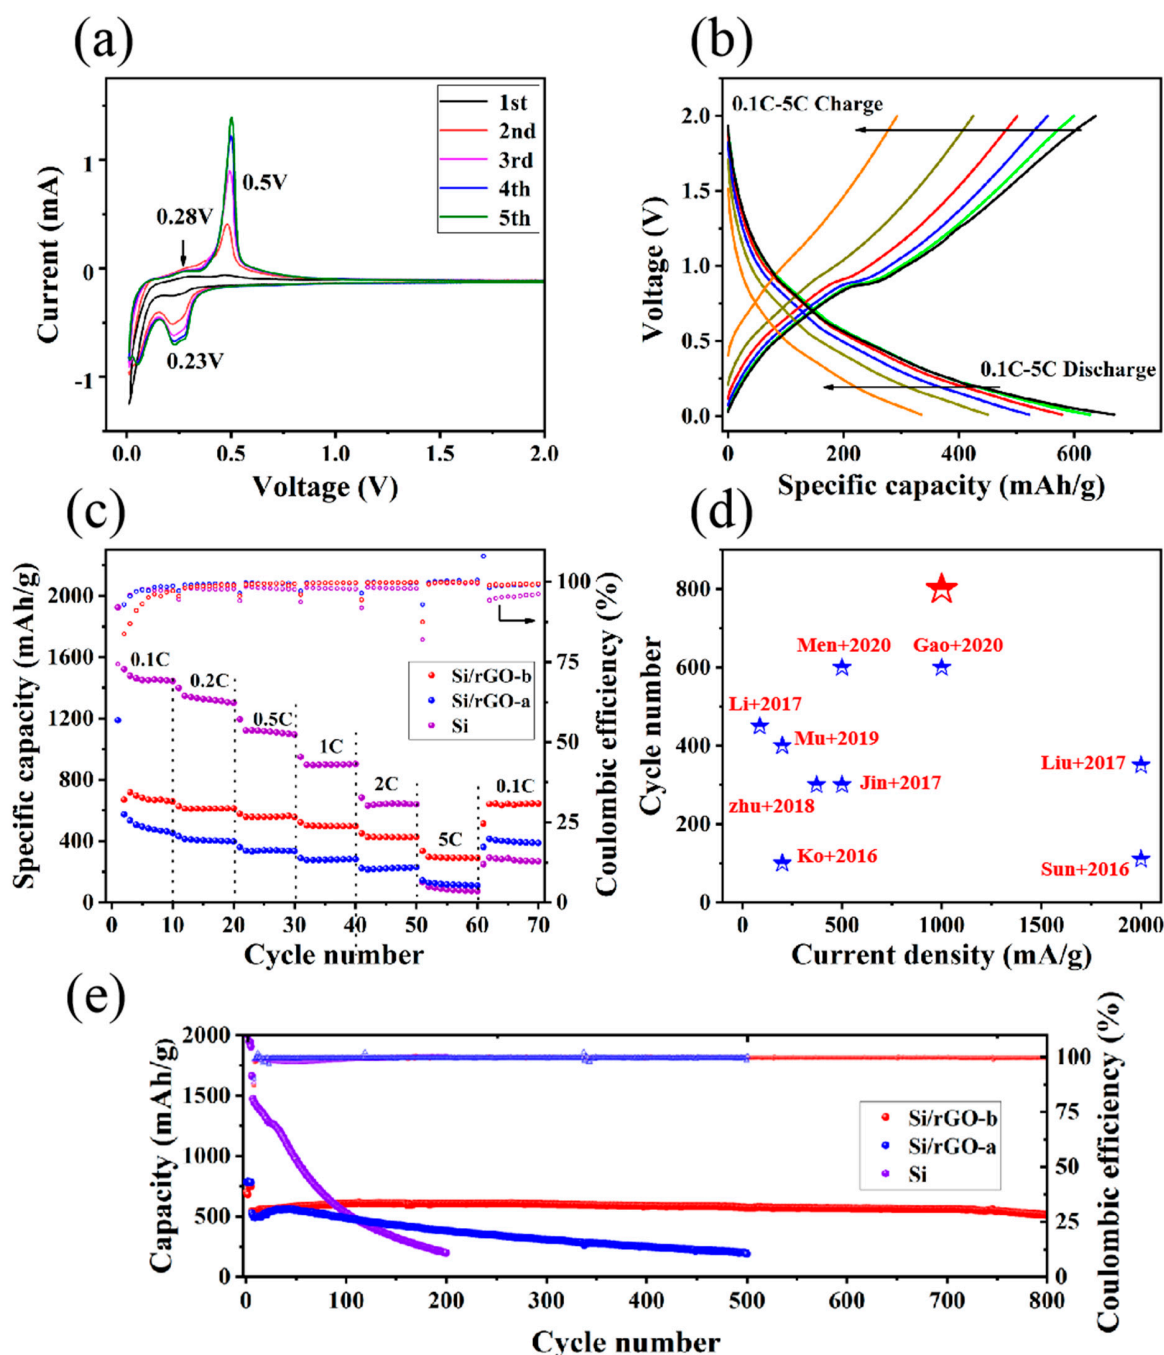 (a)
1st
2nd
3rd
4th
5th
0.5V
0.28V
0.23V
1
0
-1
Current (mA)
0.0 0.5 1.0 1.5 2.0
Voltage (V)
(b)
0.1C-5C Charge
0.1C-5C Discharge
2.0
1.5
1.0
0.5
0.0
Voltage (V)
0 200 400 600
Specific capacity (mAh/g)
(c)
2000
1600
1200
800
400
0
Specific capacity (mAh/g)
0.1C
0.2C
0.5C
1C
2C
5C
0.1C
Si/rGO-b
Si/rGO-a
Si
100
75
50
25
0
Coulombic efficiency (%)
0 10 20 30 40 50 60 70
Cycle number
(d)
800
600
400
200
0
Cycle number
Men+2020
Gao+2020
Li+2017
Mu+2019
Liu+2017
zhu+2018
Jin+2017
Ko+2016
Sun+2016
0 500 1000 1500 2000
Current density (mA/g)
(e)
2000
1500
1000
500
0
Capacity (mAh/g)
Si/rGO-b
Si/rGO-a
Si
100
75
50
25
0
Coulombic efficiency (%)
0 100 200 300 400 500 600 700 800
Cycle number